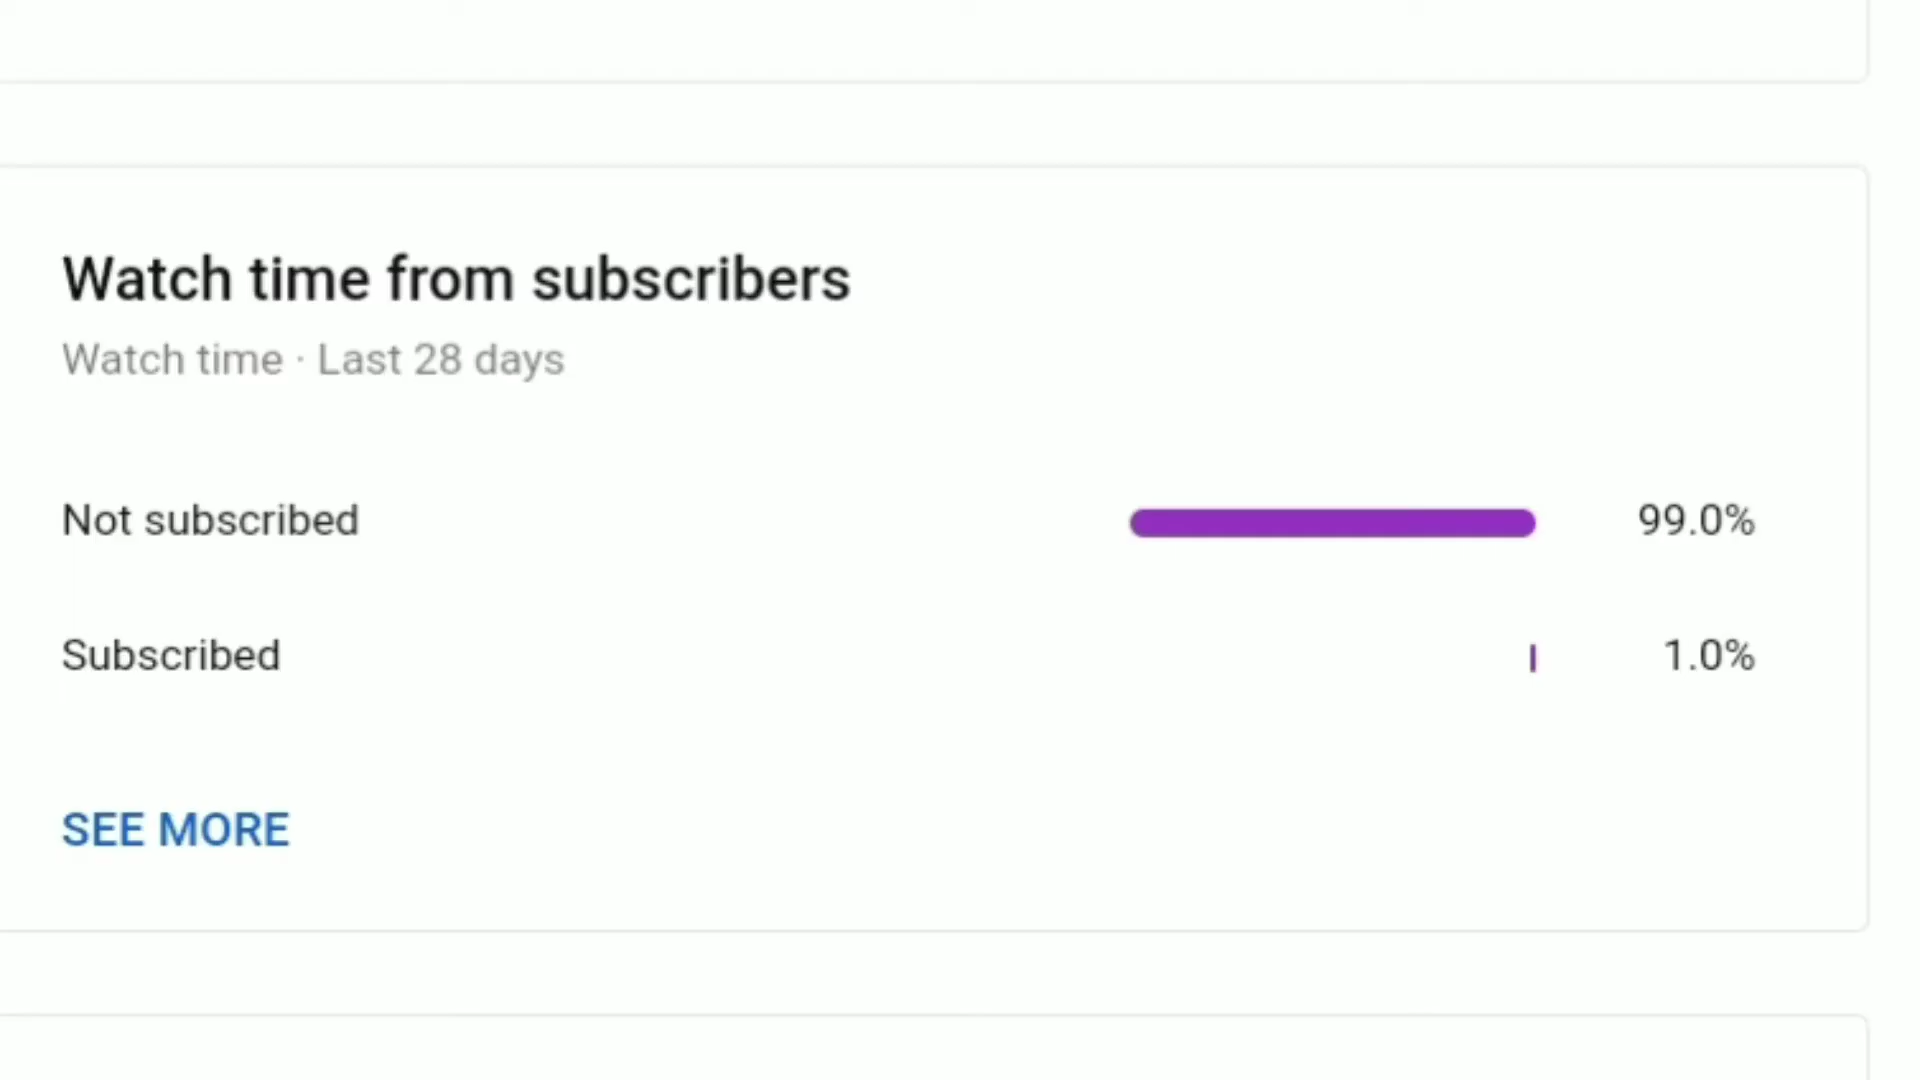 Watch time from subscribers
Watch time · Last 28 days
Not subscribed 99.0%
Subscribed 1.0%
SEE MORE